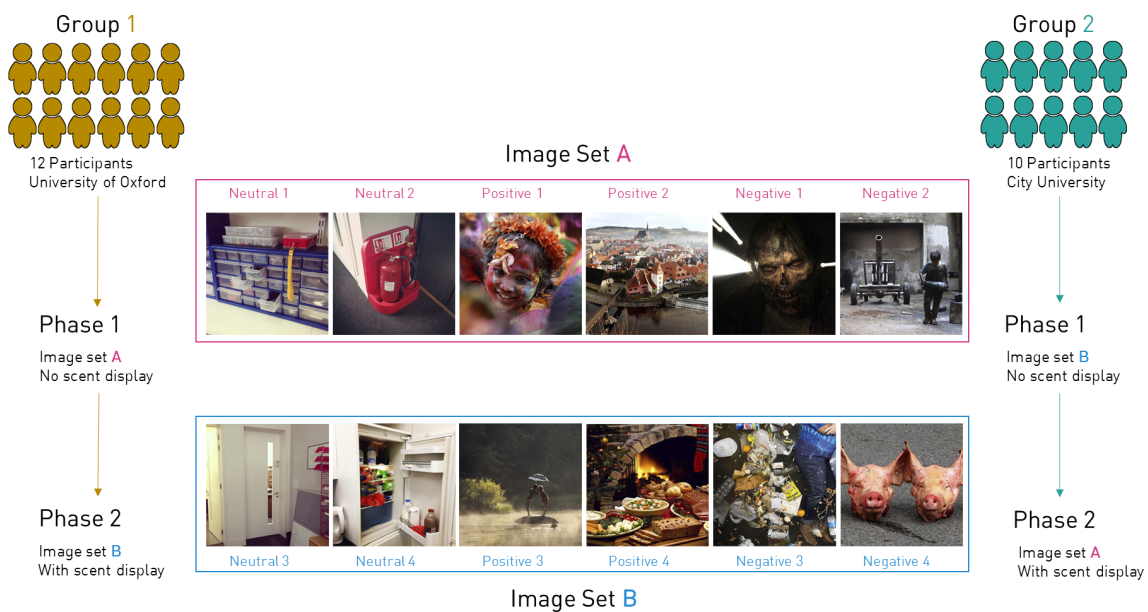 Group 1
12 Participants
University of Oxford
Phase 1
Image set A
No scent display
Phase 2
Image set B
With scent display
Image Set A
Neutral 1
Neutral 2
Positive 1
Positive 2
Negative 1
Negative 2
Neutral 3
Neutral 4
Positive 3
Positive 4
Negative 3
Negative 4
Image Set B
Group 2
10 Participants
City University
Phase 1
Image set B
No scent display
Phase 2
Image set A
With scent display